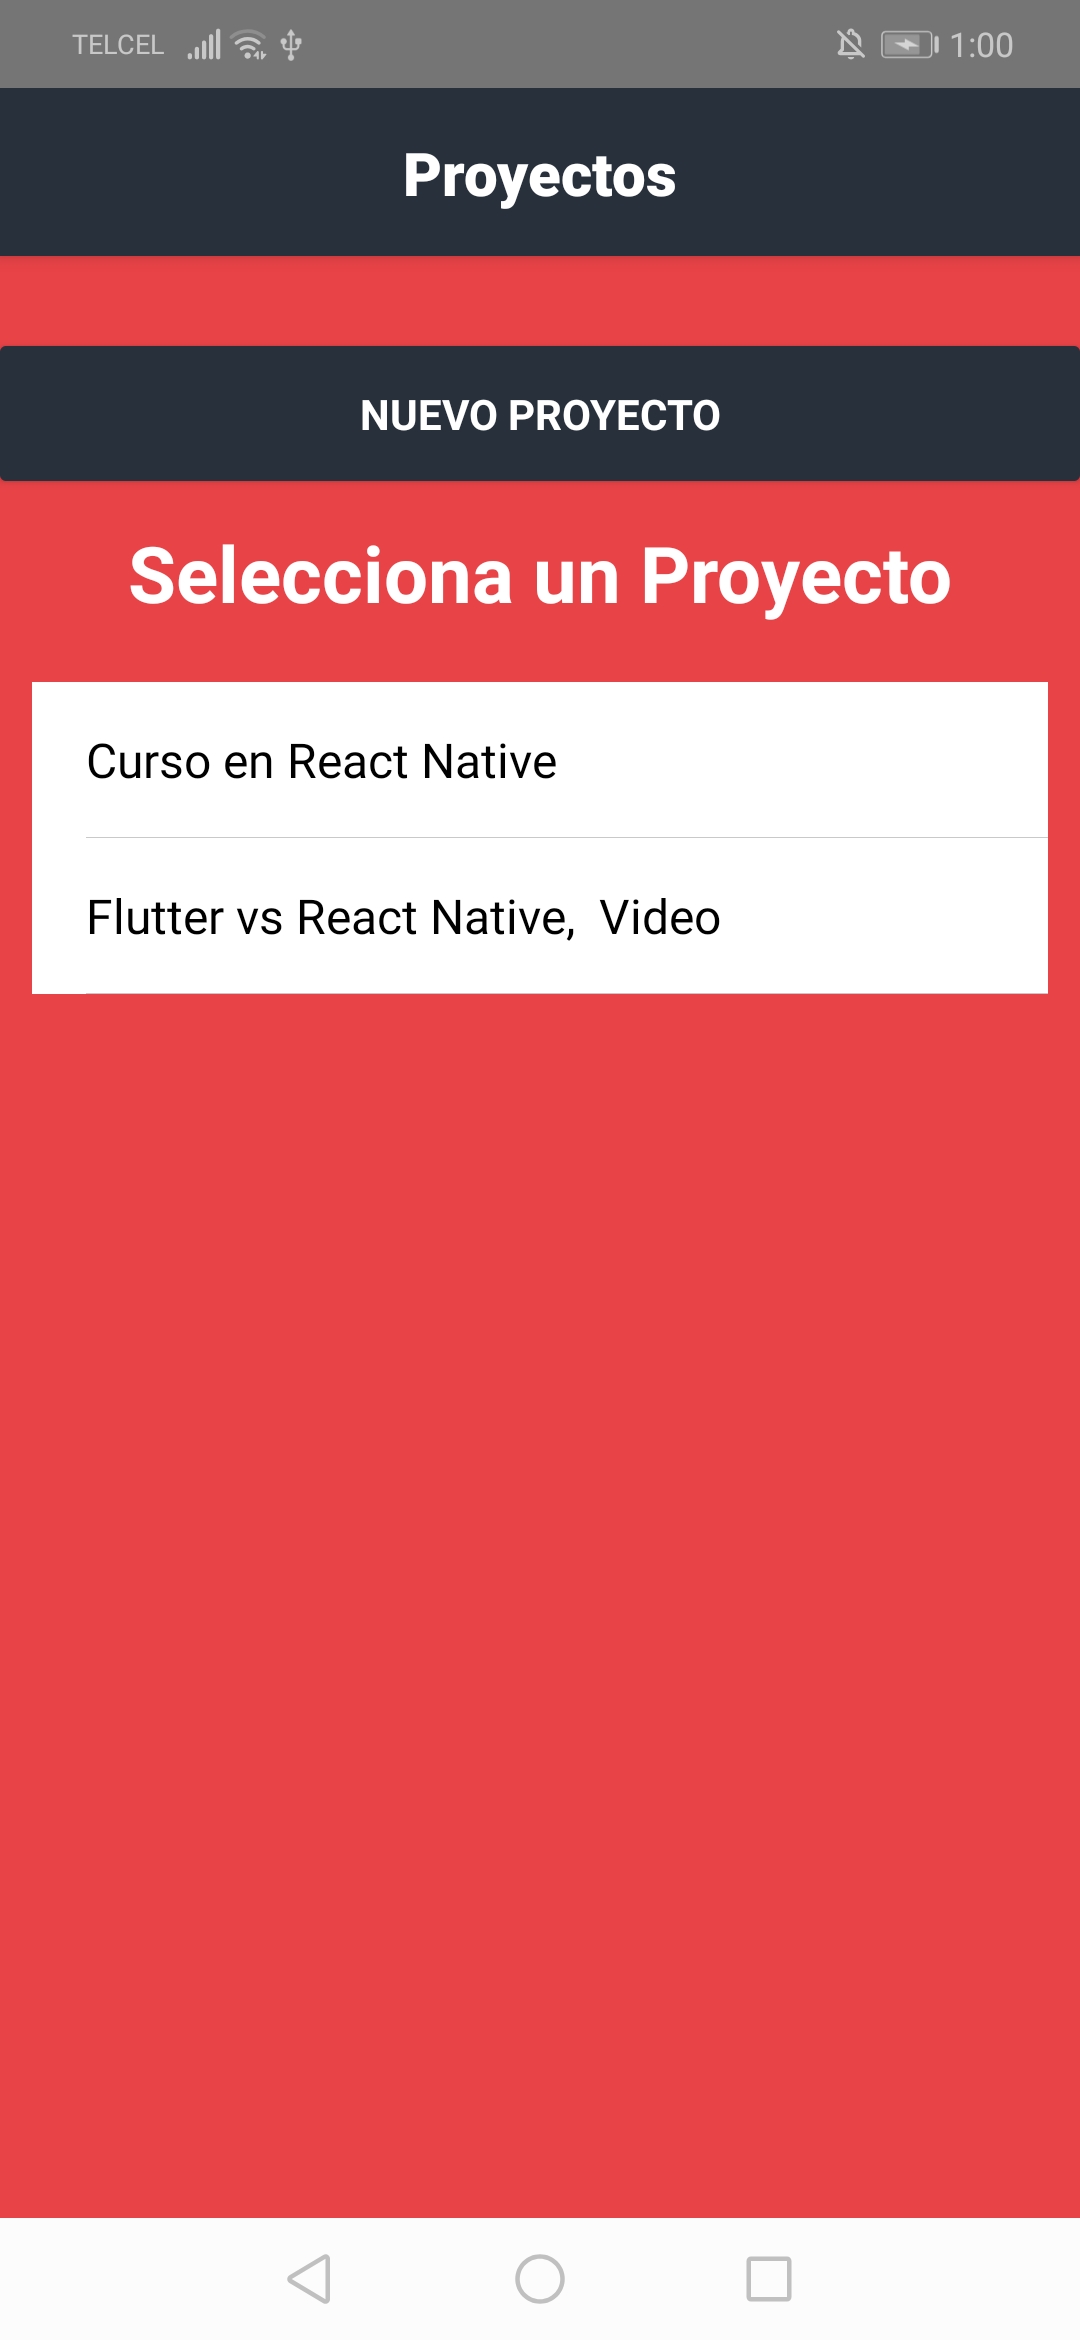 TELCEL 1:00
Proyectos
NUEVO PROYECTO
Selecciona un Proyecto
Curso en React Native
Flutter vs React Native,  Video